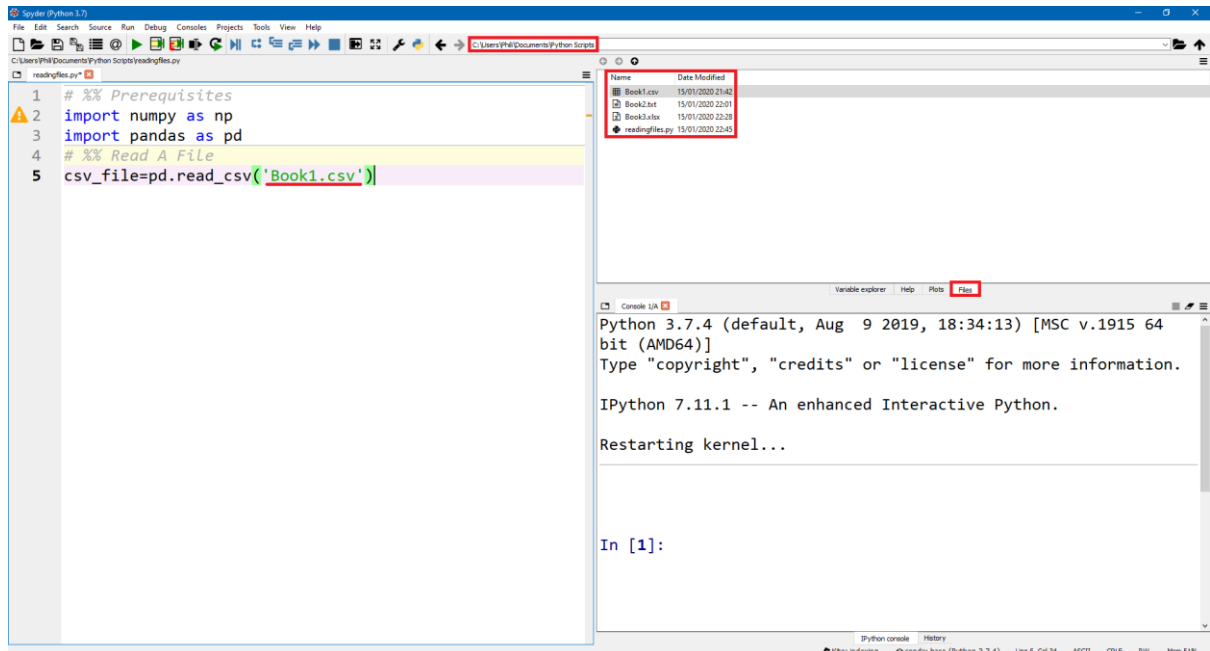 Spyder (Python 3.7)
File Edit Search Source Run Debug Consoles Projects Tools View Help
C:\Users\Phil\Documents\Python Scripts
C:\Users\Phil\Documents\Python Scripts\readingfiles.py
readingfiles.py*
1 # %% Prerequisites
2 import numpy as np
3 import pandas as pd
4 # %% Read A File
5 csv_file=pd.read_csv('Book1.csv')
Name Date Modified
Book1.csv 15/01/2020 21:42
Book2.txt 15/01/2020 22:01
Book3.xlsx 15/01/2020 22:28
readingfiles.py 15/01/2020 22:45
Variable explorer Help Plots Files
Console 1/A
Python 3.7.4 (default, Aug 9 2019, 18:34:13) [MSC v.1915 64
bit (AMD64)]
Type "copyright", "credits" or "license" for more information.
IPython 7.11.1 -- An enhanced Interactive Python.
Restarting kernel...
In [1]:
IPython console History